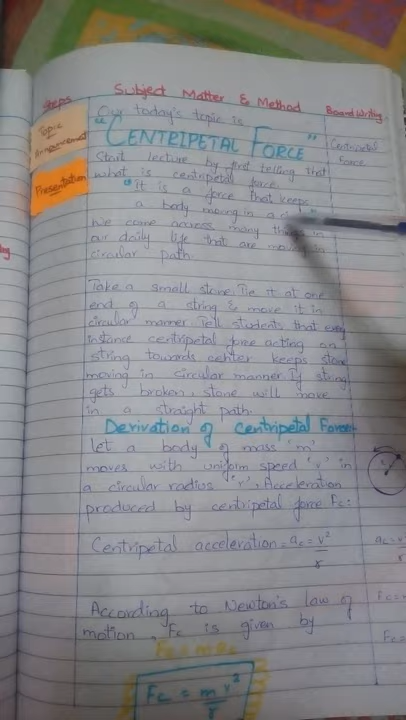 Steps
Subject Matter & Method
Board Writing
Topic
Announcement
Our today's topic is
"CENTRIPETAL FORCE"
Centripetal
Force
Presentation
Start lecture by first telling that
what is centripetal force.
"It is a force that keeps
a body moving in a
We come across many things in
our daily life that are moving in
circular path.
Take a small stone. Tie it at one
end of a string & move it in
circular manner. Tell students that every
instance centripetal force acting on
string towards center keeps stone
moving in circular manner. If string
gets broken, stone will move
in a straight path.
Derivation of Centripetal Force:-
Let a body of mass 'm'
moves with uniform speed 'v' in
a circular radius 'r', Acceleration
produced by centripetal force Fc:
Centripetal acceleration = ac = v²/r
According to Newton's law of
motion, Fc is given by
Fc = mac
Fc = mv²/r